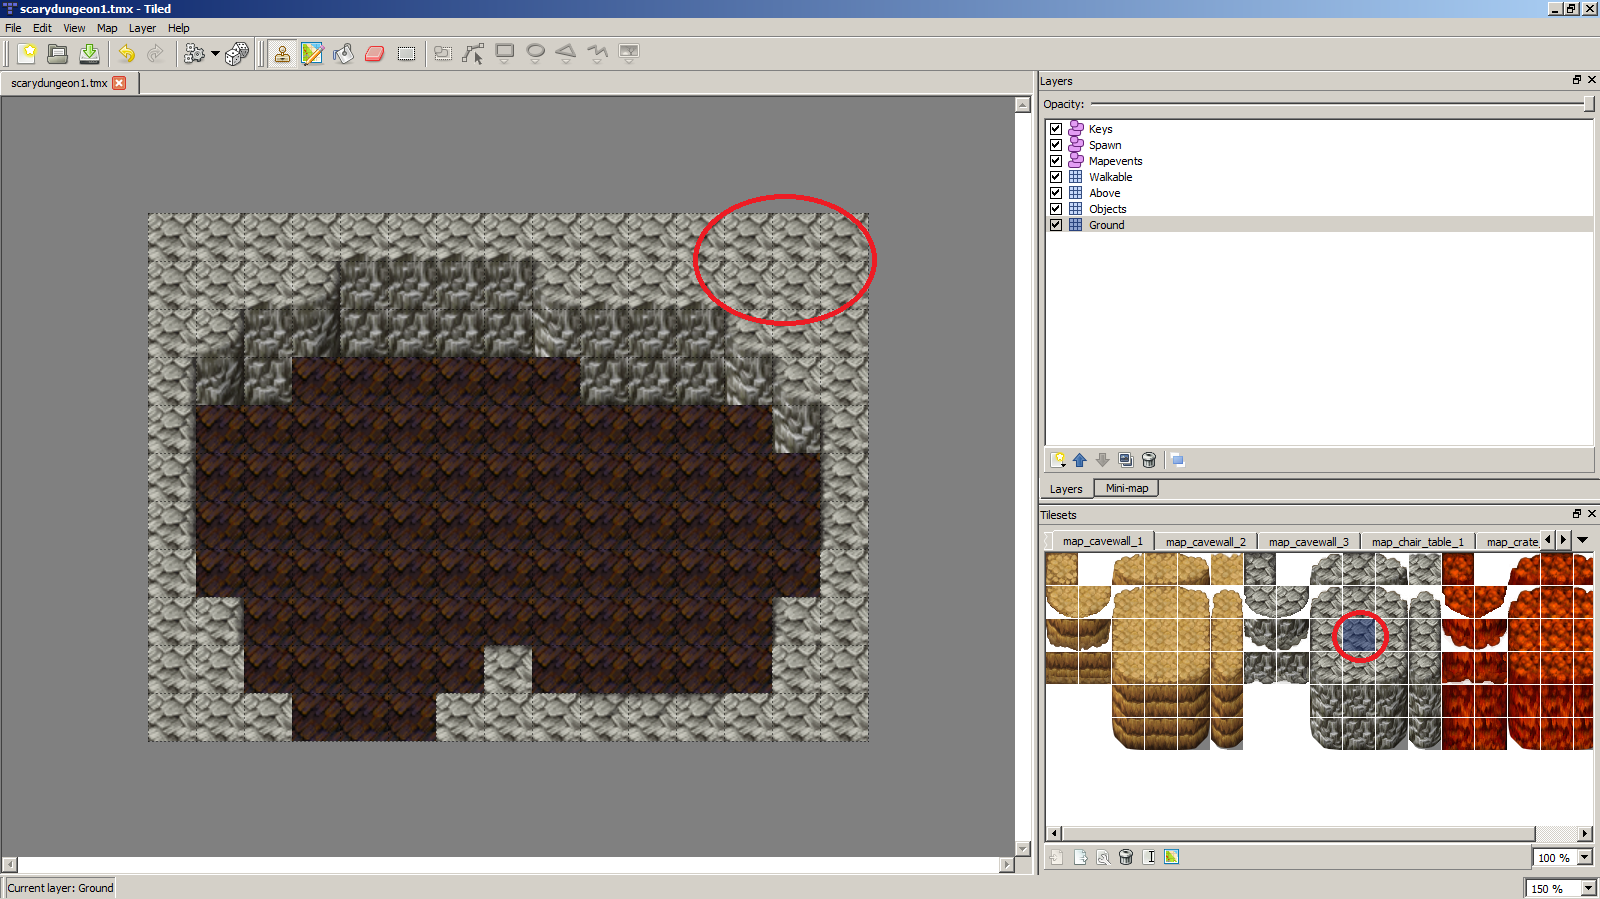 scarydungeon1.tmx - Tiled
File Edit View Map Layer Help
scarydungeon1.tmx
Layers
Opacity:
Keys
Spawn
Mapevents
Walkable
Above
Objects
Ground
Layers Mini-map
Tilesets
map_cavewall_1 map_cavewall_2 map_cavewall_3 map_chair_table_1 map_crate
100 %
Current layer: Ground
150 %